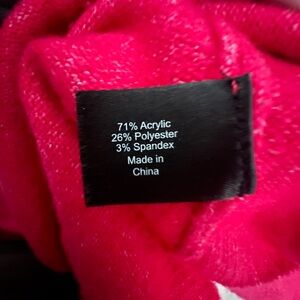 71% Acrylic
26% Polyester
3% Spandex
Made in
China